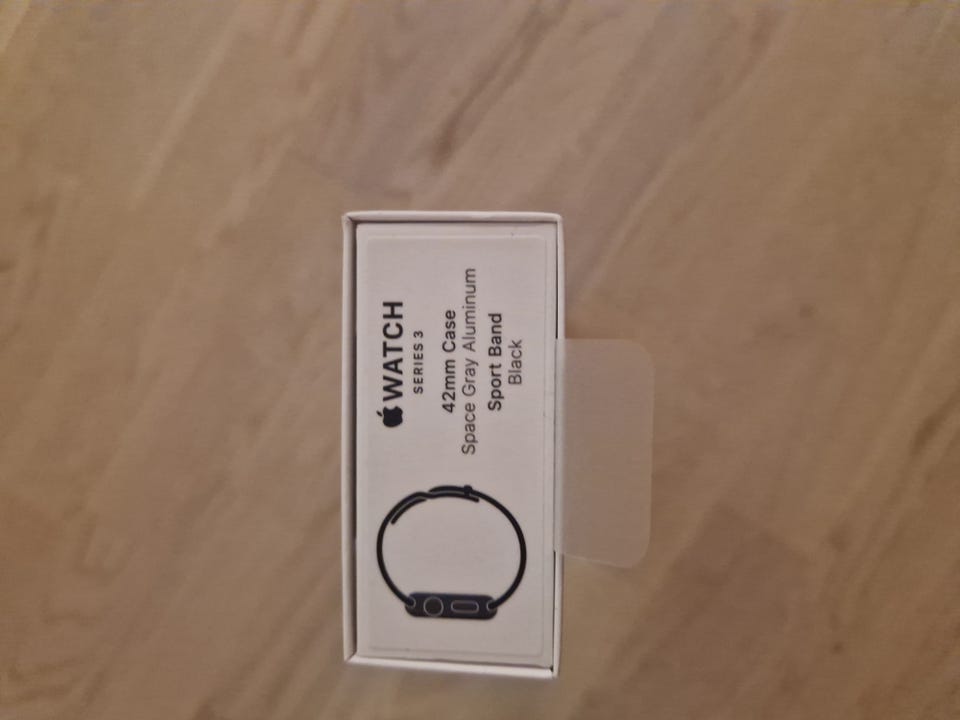 WATCH
SERIES 3
42mm Case
Space Gray Aluminum
Sport Band
Black